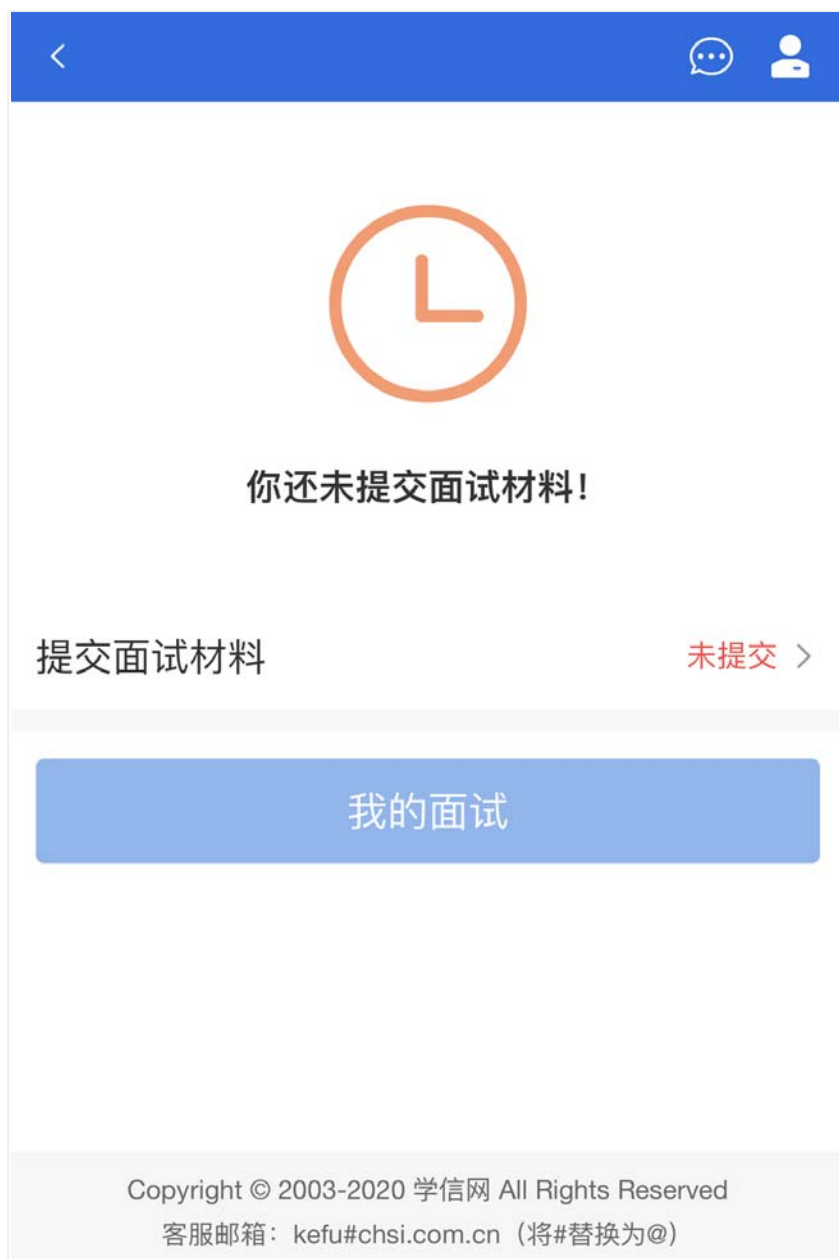 你还未提交面试材料！
提交面试材料 未提交
我的面试
Copyright © 2003-2020 学信网 All Rights Reserved
客服邮箱：kefu#chsi.com.cn（将#替换为@）